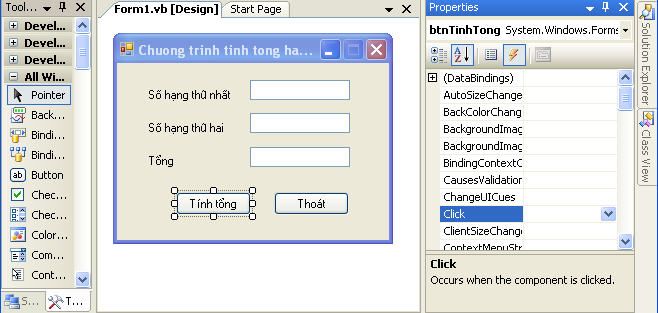 Tool...
Devel...
Devel...
Devel...
All Wi...
Pointer
Back...
Bindi...
Bindi...
Button
Chec...
Chec...
Color...
Com...
Cont...
S...
T...
Form1.vb [Design]
Start Page
Chuong trinh tinh tong ha...
Số hạng thứ nhất
Số hạng thứ hai
Tổng
Tính tổng
Thoát
Properties
btnTinhTong System.Windows.Forms
(DataBindings)
AutoSizeChange
BackColorChang
BackgroundImag
BackgroundImag
BindingContextC
CausesValidation
ChangeUICues
Click
ClientSizeChange
ContextMenuStr
Click
Occurs when the component is clicked.
Solution Explorer
Class View